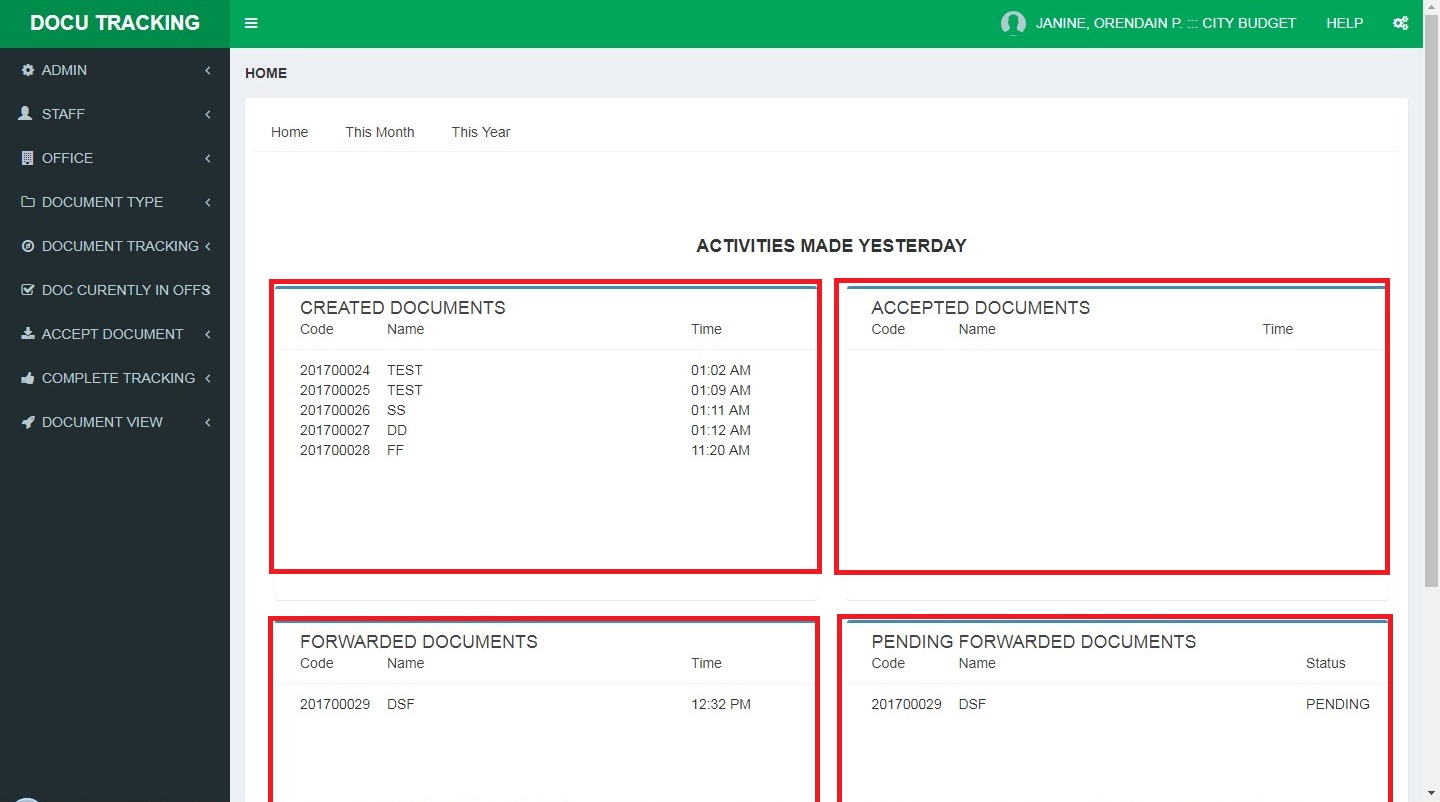 DOCU TRACKING
JANINE, ORENDAIN P. ::: CITY BUDGET HELP
ADMIN
STAFF
OFFICE
DOCUMENT TYPE
DOCUMENT TRACKING
DOC CURENTLY IN OFFS
ACCEPT DOCUMENT
COMPLETE TRACKING
DOCUMENT VIEW
HOME
Home This Month This Year
ACTIVITIES MADE YESTERDAY
CREATED DOCUMENTS
Code Name Time
201700024 TEST 01:02 AM
201700025 TEST 01:09 AM
201700026 SS 01:11 AM
201700027 DD 01:12 AM
201700028 FF 11:20 AM
ACCEPTED DOCUMENTS
Code Name Time
FORWARDED DOCUMENTS
Code Name Time
201700029 DSF 12:32 PM
PENDING FORWARDED DOCUMENTS
Code Name Status
201700029 DSF PENDING